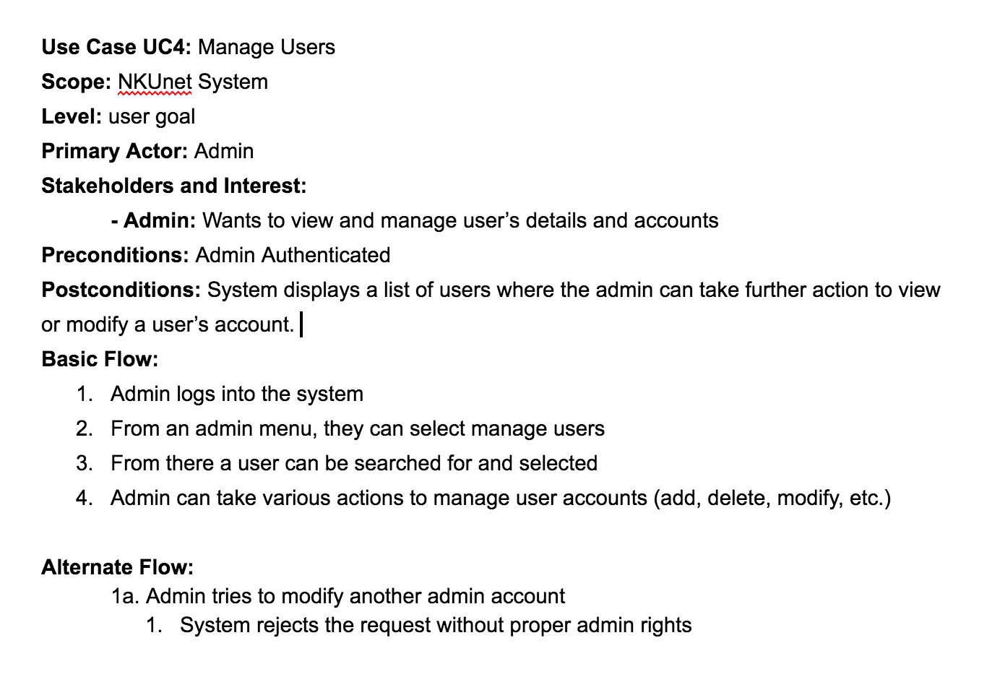 Use Case UC4: Manage Users
Scope: NKUnet System
Level: user goal
Primary Actor: Admin
Stakeholders and Interest:
- Admin: Wants to view and manage user’s details and accounts
Preconditions: Admin Authenticated
Postconditions: System displays a list of users where the admin can take further action to view
or modify a user’s account.
Basic Flow:
1. Admin logs into the system
2. From an admin menu, they can select manage users
3. From there a user can be searched for and selected
4. Admin can take various actions to manage user accounts (add, delete, modify, etc.)
Alternate Flow:
1a. Admin tries to modify another admin account
1. System rejects the request without proper admin rights